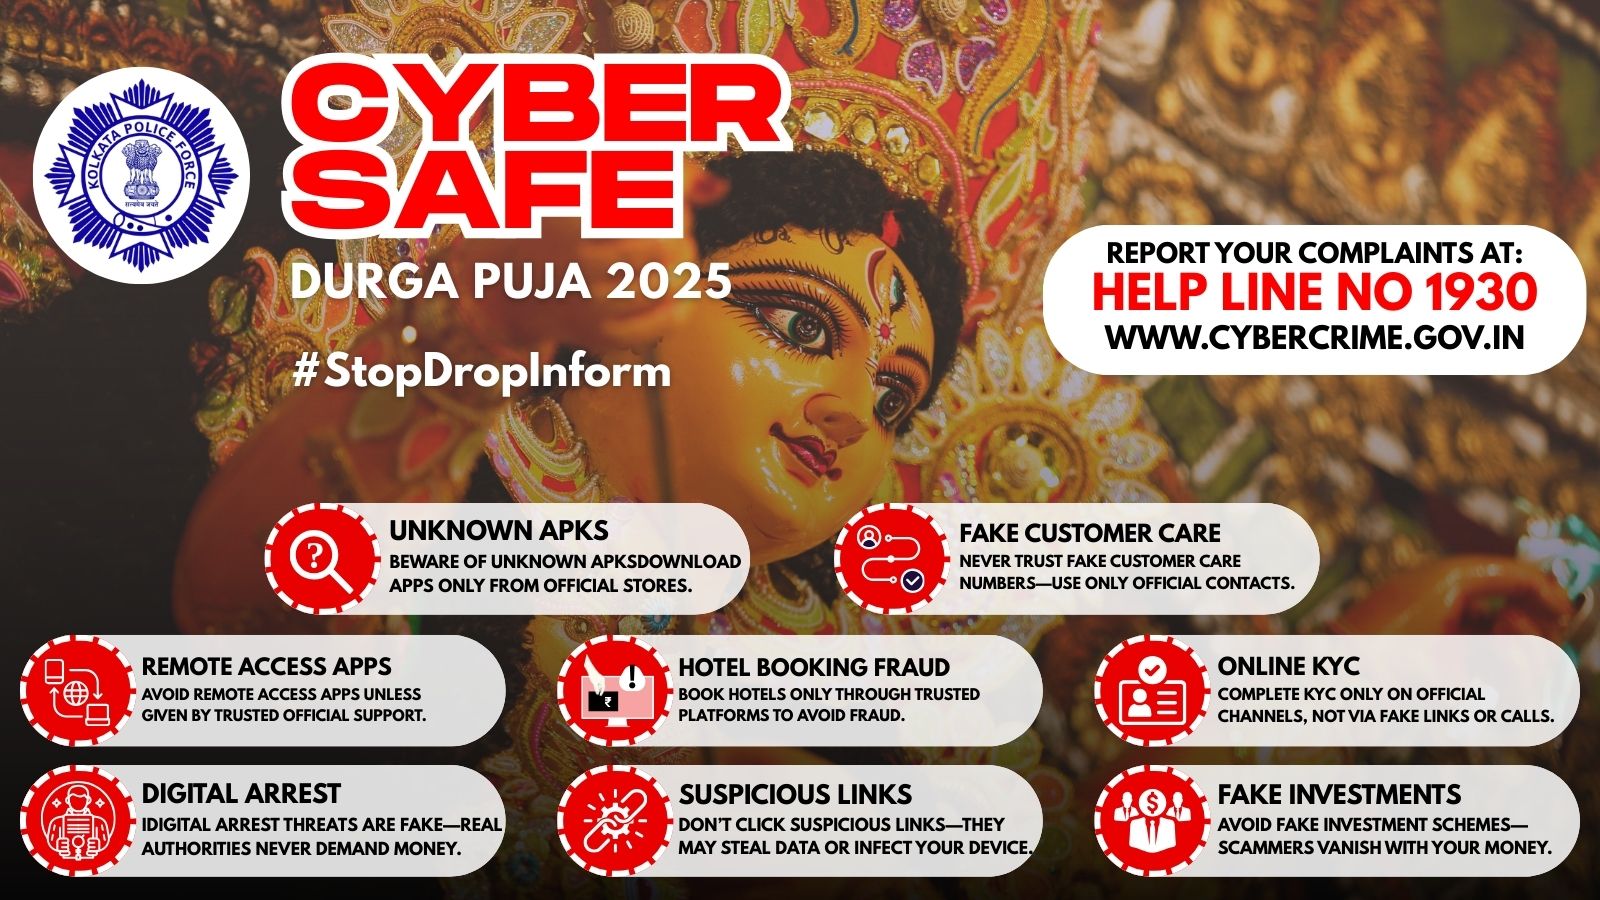 KOLKATA POLICE FORCE
सत्यमेव जयते
CYBER
SAFE
DURGA PUJA 2025
#StopDropInform
REPORT YOUR COMPLAINTS AT:
HELP LINE NO 1930
WWW.CYBERCRIME.GOV.IN
?
UNKNOWN APKS
BEWARE OF UNKNOWN APKSDOWNLOAD
APPS ONLY FROM OFFICIAL STORES.
FAKE CUSTOMER CARE
NEVER TRUST FAKE CUSTOMER CARE
NUMBERS—USE ONLY OFFICIAL CONTACTS.
REMOTE ACCESS APPS
AVOID REMOTE ACCESS APPS UNLESS
GIVEN BY TRUSTED OFFICIAL SUPPORT.
!
₹
HOTEL BOOKING FRAUD
BOOK HOTELS ONLY THROUGH TRUSTED
PLATFORMS TO AVOID FRAUD.
ONLINE KYC
COMPLETE KYC ONLY ON OFFICIAL
CHANNELS, NOT VIA FAKE LINKS OR CALLS.
DIGITAL ARREST
IDIGITAL ARREST THREATS ARE FAKE—REAL
AUTHORITIES NEVER DEMAND MONEY.
SUSPICIOUS LINKS
DON'T CLICK SUSPICIOUS LINKS—THEY
MAY STEAL DATA OR INFECT YOUR DEVICE.
$
FAKE INVESTMENTS
AVOID FAKE INVESTMENT SCHEMES—
SCAMMERS VANISH WITH YOUR MONEY.